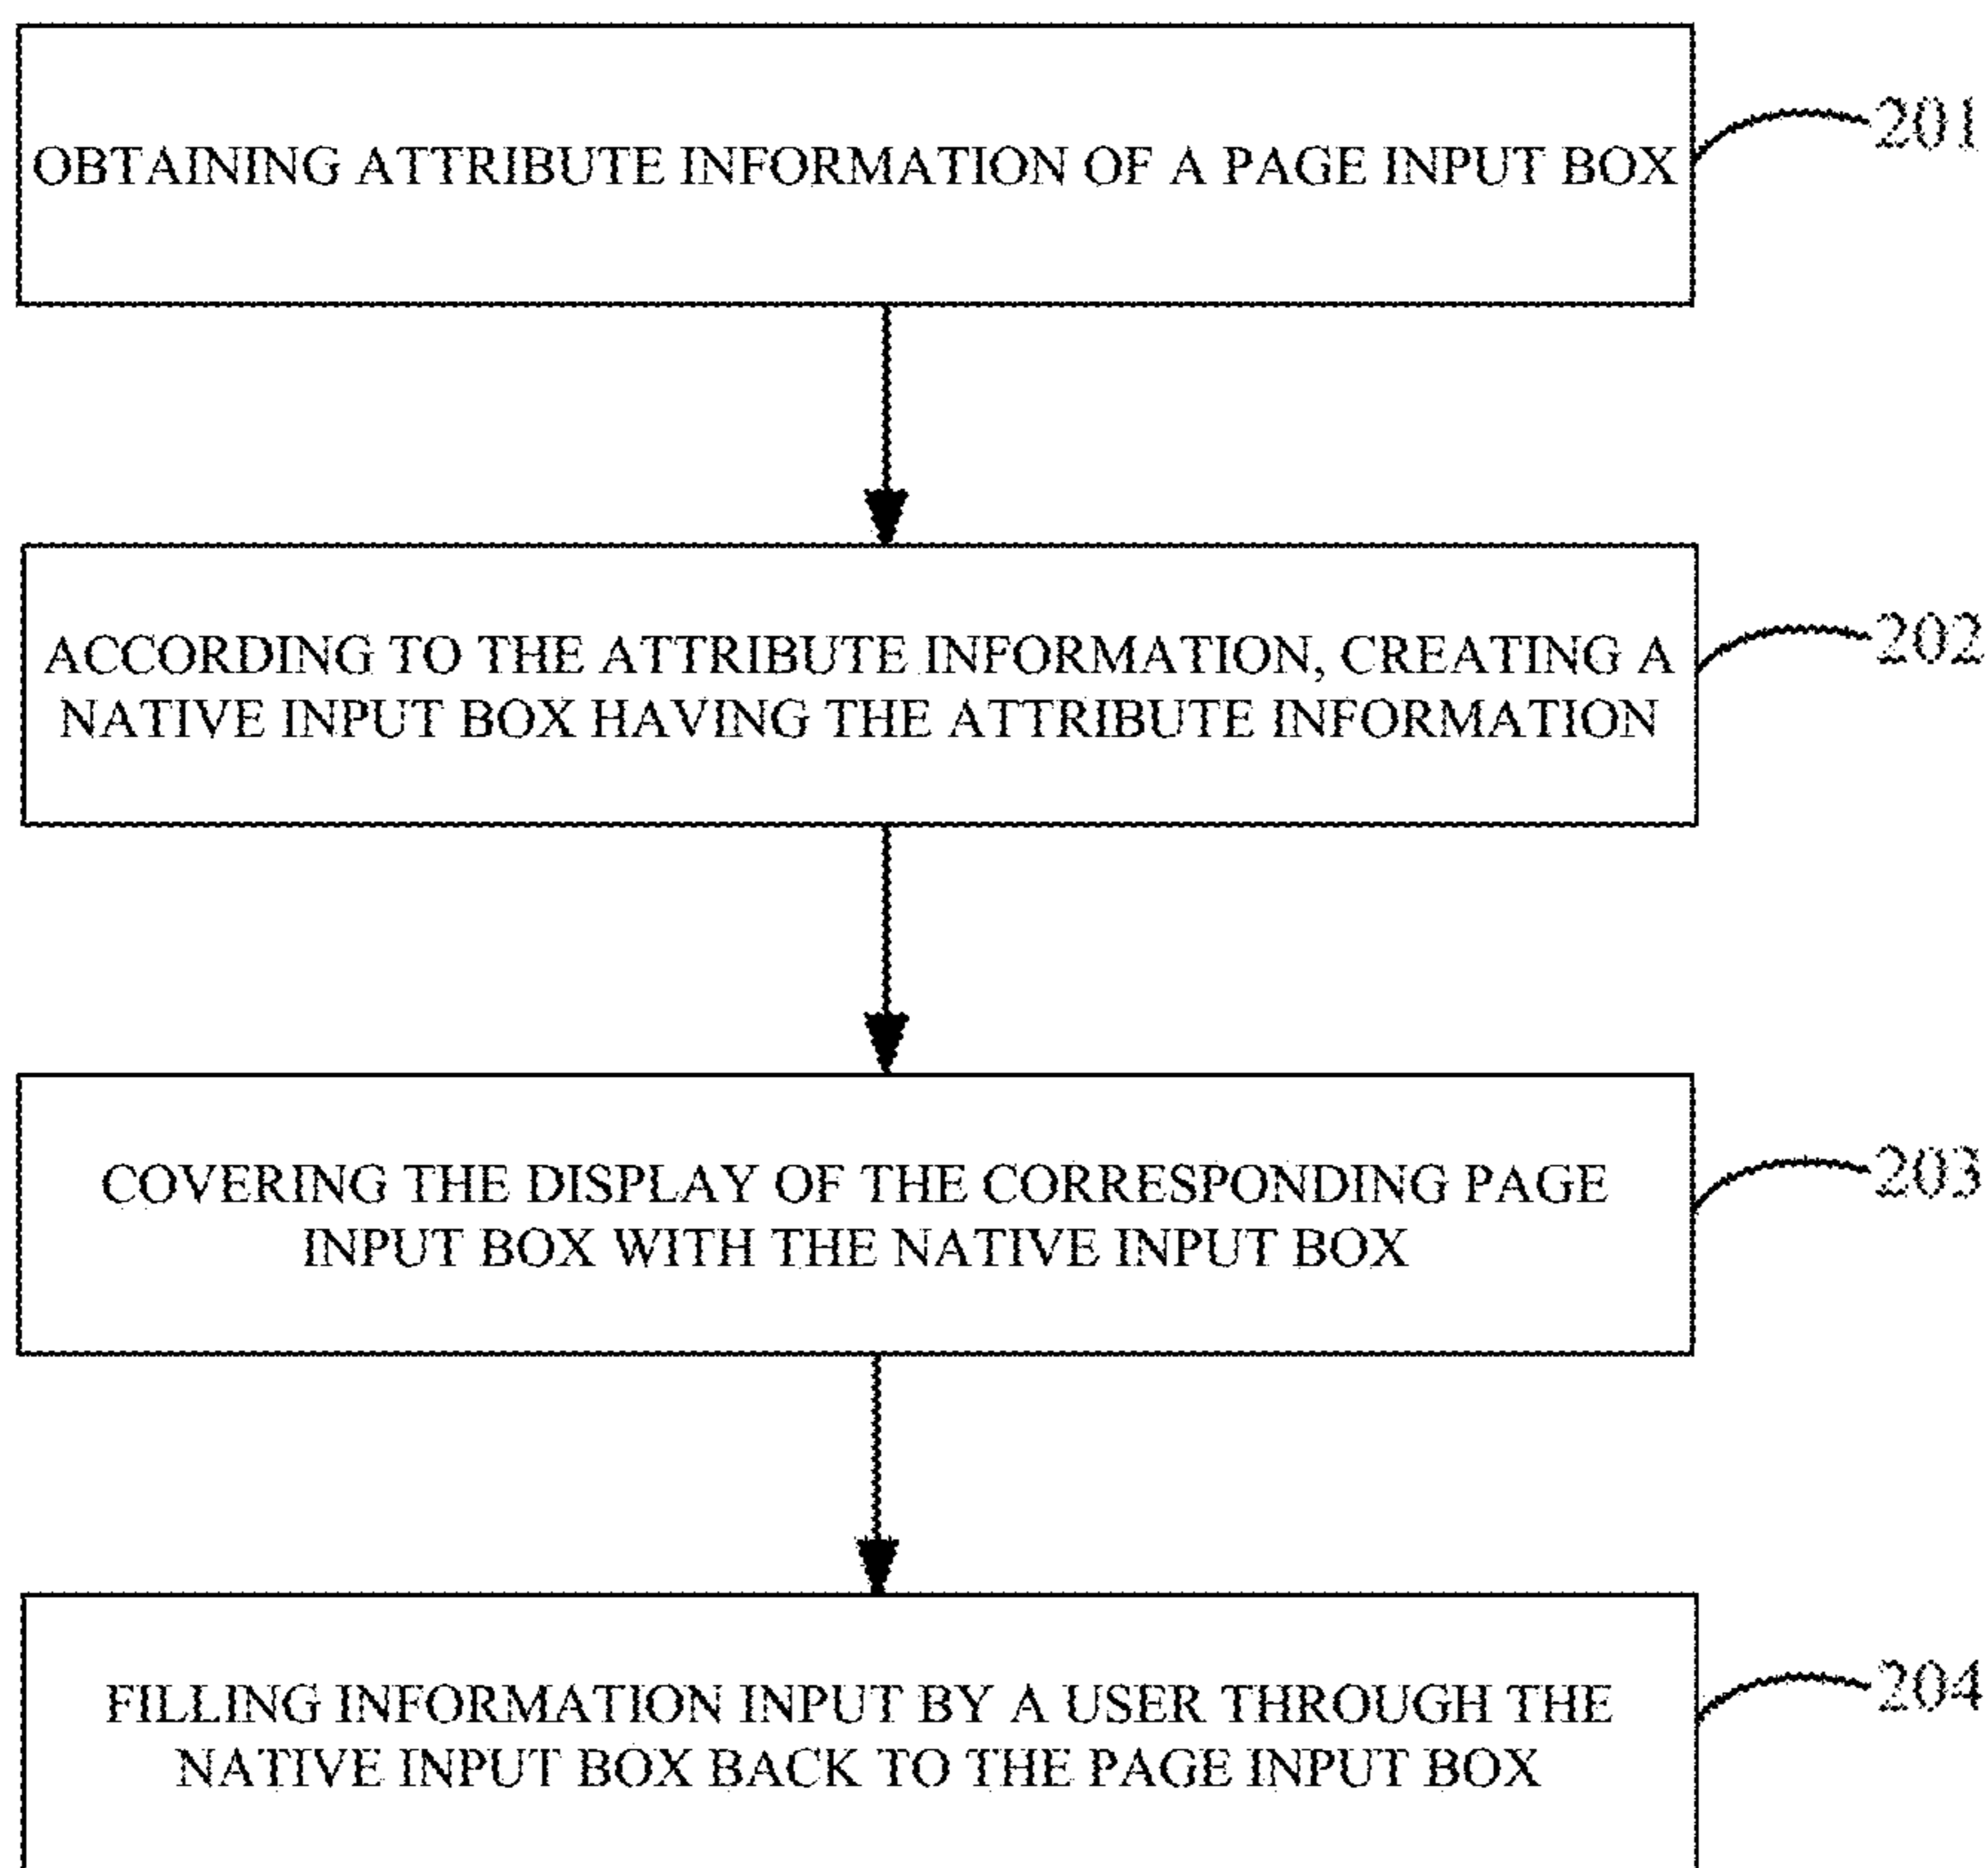 OBTAINING ATTRIBUTE INFORMATION OF A PAGE INPUT BOX
201
ACCORDING TO THE ATTRIBUTE INFORMATION, CREATING A
NATIVE INPUT BOX HAVING THE ATTRIBUTE INFORMATION
202
COVERING THE DISPLAY OF THE CORRESPONDING PAGE
INPUT BOX WITH THE NATIVE INPUT BOX
203
FILLING INFORMATION INPUT BY A USER THROUGH THE
NATIVE INPUT BOX BACK TO THE PAGE INPUT BOX
204